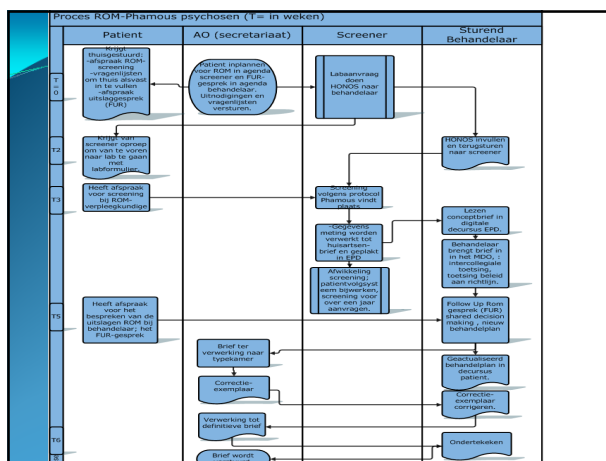 Proces ROM-Phamous psychosen (T= in weken)
Patient
AO (secretariaat)
Screener
Sturend
Behandelaar
T
=
0
Krijgt
thuisgestuurd:
-afspraak ROM-
screening
-vragenlijsten
om thuis alsvast
in te vullen
-afspraak
uitslaggesprek
(FUR)
Patient inplannen
voor ROM in agenda
screener en FUR-
gesprek in agenda
behandelaar.
Uitnodigingen en
vragenlijsten
versturen.
Labaanvraag
doen
HONOS naar
behandelaar
T2
Krijgt van
screener oproep
om van te voren
naar lab te gaan
met
labformulier.
HONOS invullen
en terugsturen
naar screener
T3
Heeft afspraak
voor screening
bij ROM-
verpleegkundige.
Screening
volgens protocol
Phamous vindt
plaats
-Gegevens
meting worden
verwerkt tot
huisartsen-
brief en geplakt
in EPD
Lezen
conceptbrief in
digitale
decursus EPD.
Afwikkeling
screening;
patientvolgsyst
eem bijwerken,
screening voor
over een jaar
aanvragen.
Behandelaar
brengt brief in
in het MDO, :
intercollegiale
toetsing,
toetsing beleid
aan richtlijn.
T5
Heeft afspraak
voor het
bespreken van de
uitslagen ROM bij
behandelaar; het
FUR-gesprek
Follow Up Rom
gesprek (FUR)
shared decision
making , nieuw
behandelplan
Brief ter
verwerking naar
typekamer
Geactualiseerd
behandelplan in
decursus
patient.
Correctie-
exemplaar
Correctie-
exemplaar
corrigeren.
Verwerking tot
definitieve brief
T6
Ondertekenen
Brief wordt